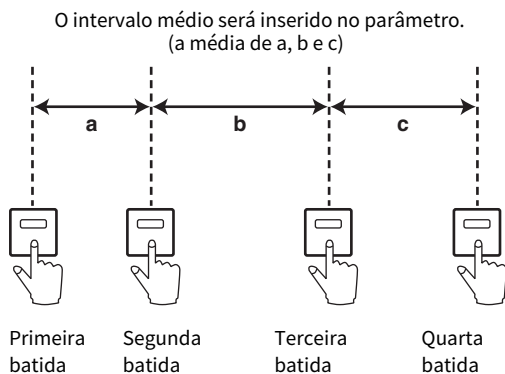 O intervalo médio será inserido no parâmetro.
(a média de a, b e c)
a b c
Primeira batida
Segunda batida
Terceira batida
Quarta batida